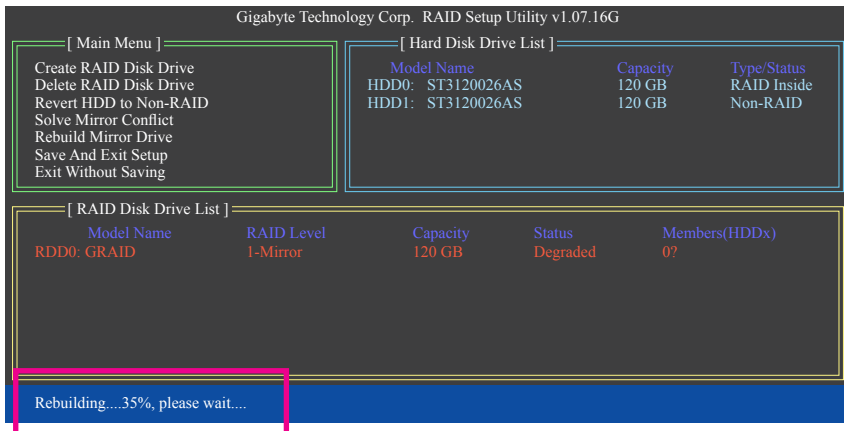 Gigabyte Technology Corp. RAID Setup Utility v1.07.16G
[ Main Menu ]
Create RAID Disk Drive
Delete RAID Disk Drive
Revert HDD to Non-RAID
Solve Mirror Conflict
Rebuild Mirror Drive
Save And Exit Setup
Exit Without Saving
[ Hard Disk Drive List ]
Model Name Capacity Type/Status
HDD0: ST3120026AS 120 GB RAID Inside
HDD1: ST3120026AS 120 GB Non-RAID
[ RAID Disk Drive List ]
Model Name RAID Level Capacity Status Members(HDDx)
RDD0: GRAID 1-Mirror 120 GB Degraded 0?
Rebuilding....35%, please wait....